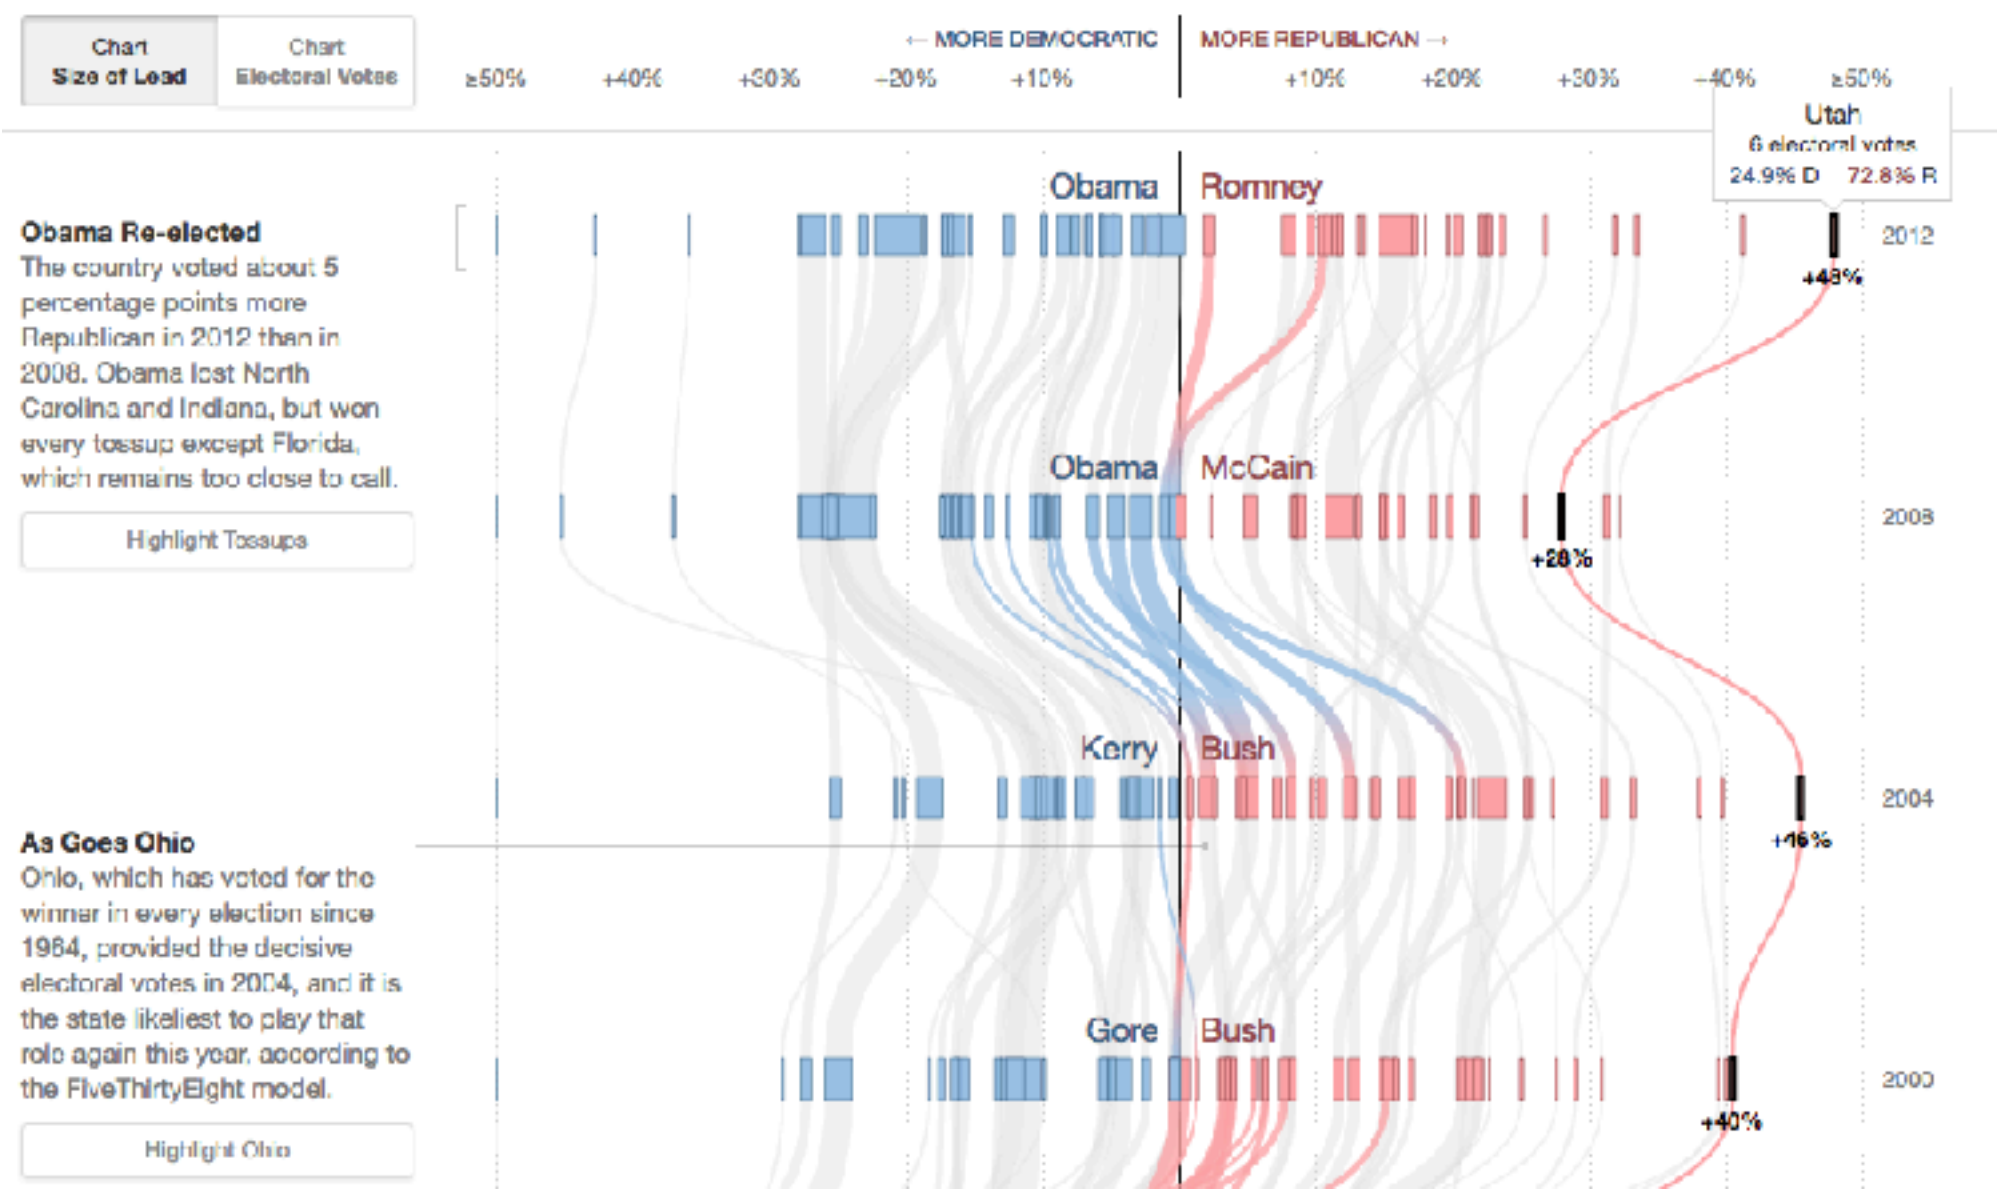 Chart
Size of Lead
Chart
Electoral Votes
← MORE DEMOCRATIC
MORE REPUBLICAN →
≥50% +40% +30% +20% +10% +10% +20% +30% +40% ≥50%
Utah
6 electoral votes
24.9% D 72.8% R
Obama Romney
2012
+48%
Obama Re-elected
The country voted about 5
percentage points more
Republican in 2012 than in
2008. Obama lost North
Carolina and Indiana, but won
every tossup except Florida,
which remains too close to call.
Highlight Tossups
Obama McCain
2008
+28%
Kerry Bush
2004
+46%
As Goes Ohio
Ohio, which has voted for the
winner in every election since
1964, provided the decisive
electoral votes in 2004, and it is
the state likeliest to play that
role again this year, according to
the FiveThirtyEight model.
Highlight Ohio
Gore Bush
2000
+40%